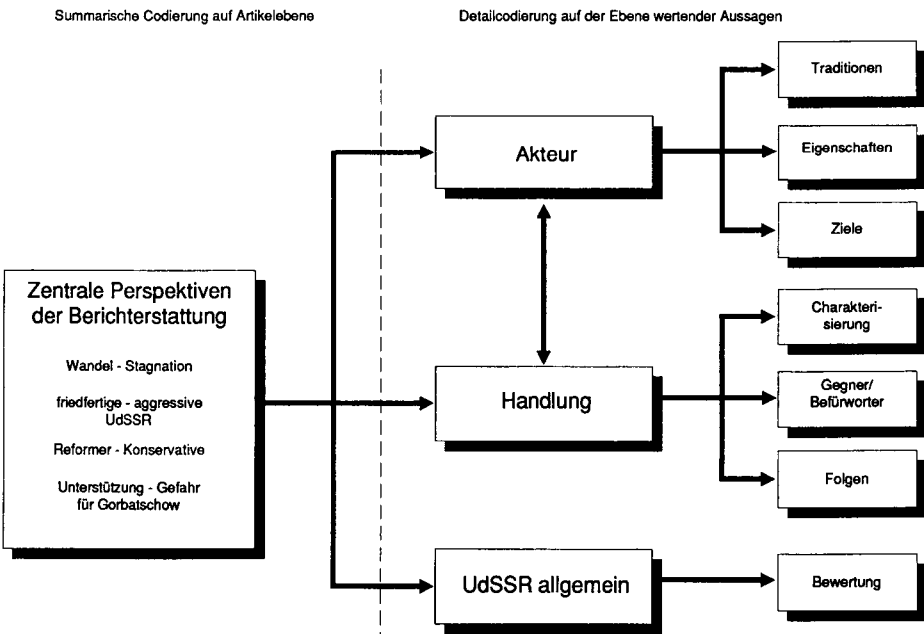 Summarische Codierung auf Artikelebene
Detailcodierung auf der Ebene wertender Aussagen
Zentrale Perspektiven
der Berichterstattung
Wandel - Stagnation
friedfertige - aggressive
UdSSR
Reformer - Konservative
Unterstützung - Gefahr
für Gorbatschow
Akteur
Traditionen
Eigenschaften
Ziele
Handlung
Charakteri-
sierung
Gegner/
Befürworter
Folgen
UdSSR allgemein
Bewertung